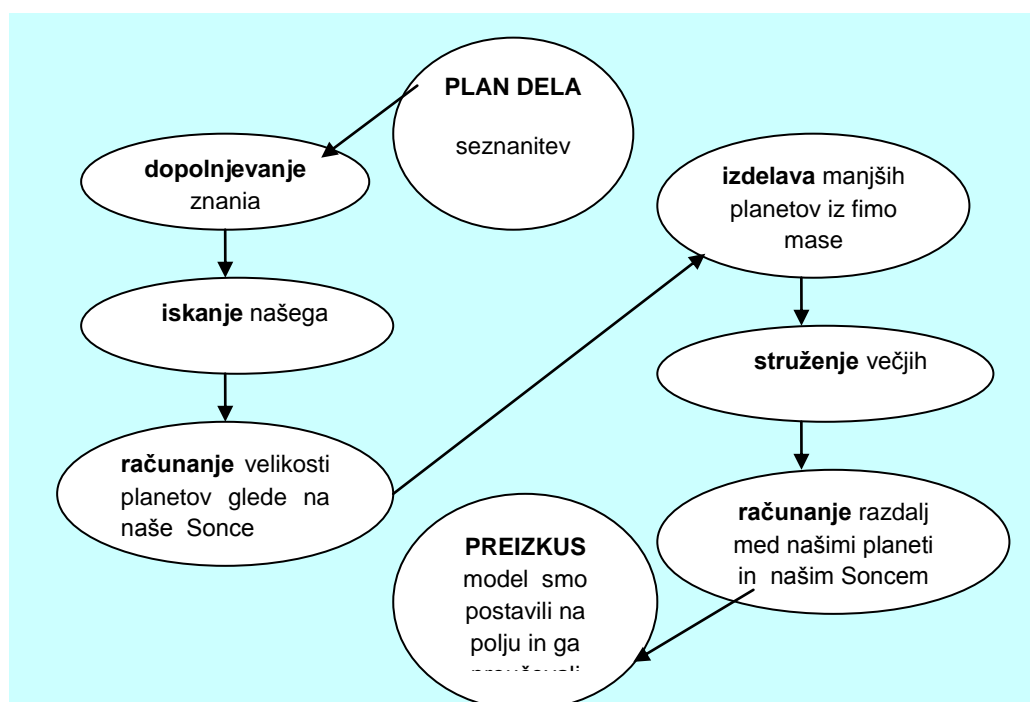 PLAN DELA
seznanitev
dopolnjevanje
znania
iskanje našega
računanje velikosti
planetov glede na
naše Sonce
izdelava manjših
planetov iz fimo
mase
struženje večjih
računanje razdalj
med našimi planeti
in našim Soncem
PREIZKUS
model smo
postavili na
polju in ga